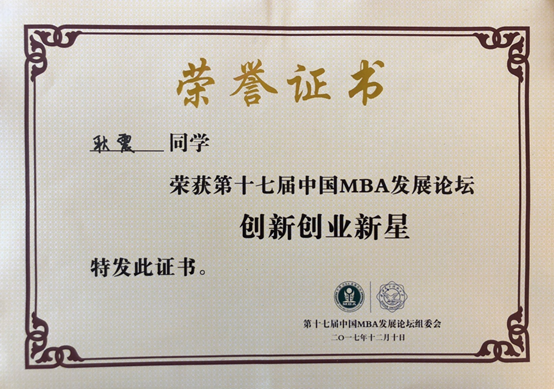 荣誉证书
耿震 同学
荣获第十七届中国MBA发展论坛
创新创业新星
特发此证书。
第十七届中国MBA发展论坛组委会
二〇一七年十二月十日